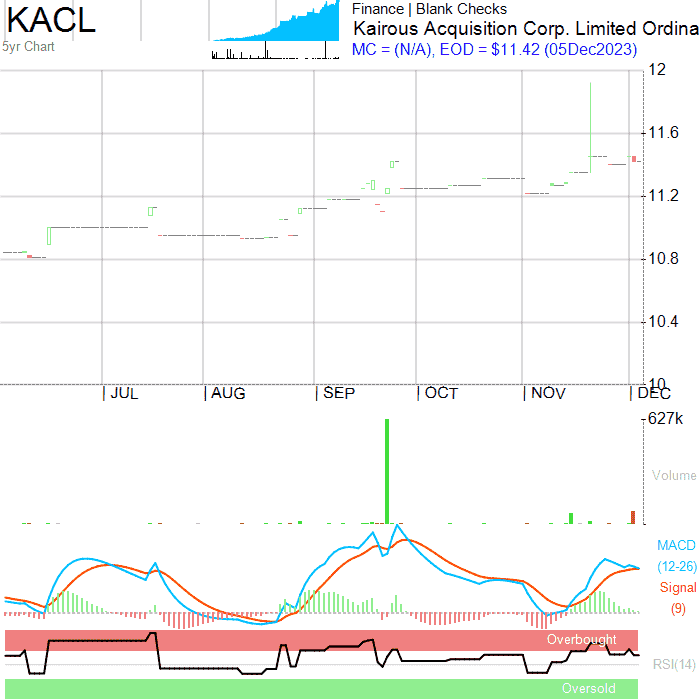 KACL
5yr Chart
Finance | Blank Checks
Kairous Acquisition Corp. Limited Ordina
MC = (N/A), EOD = $11.42 (05Dec2023)
12
11.6
11.2
10.8
10.4
10
| JUL | AUG | SEP | OCT | NOV | DEC
627k
Volume
MACD
(12-26)
Signal
(9)
Overbought
RSI(14)
Oversold